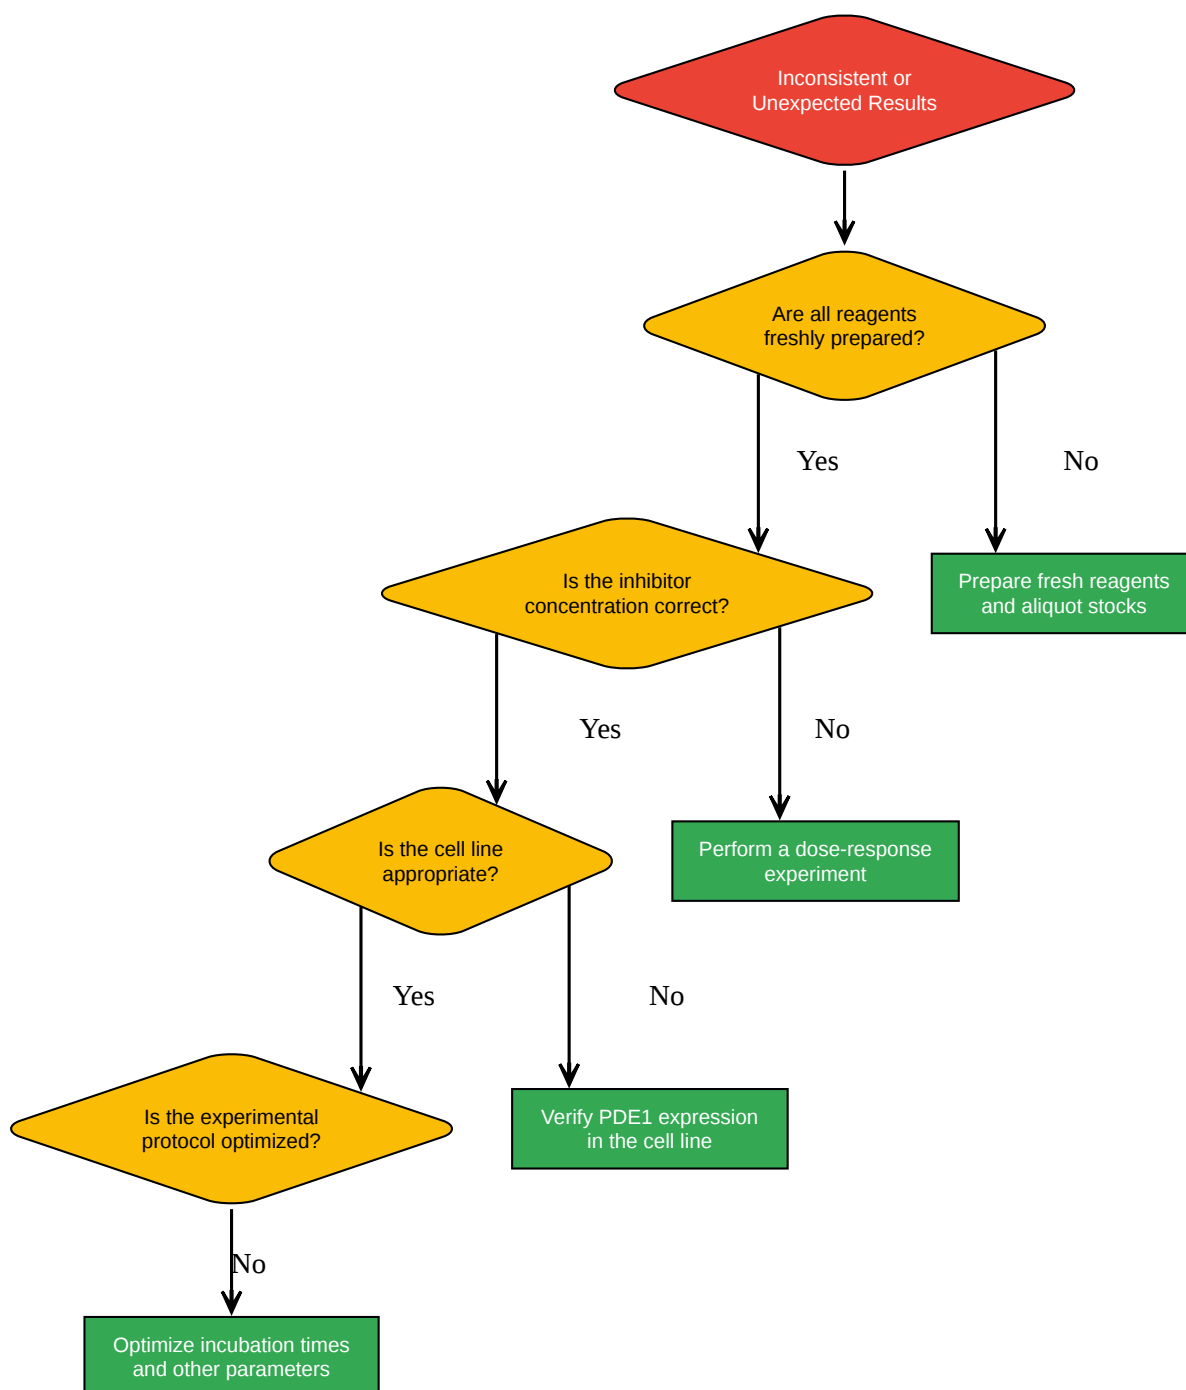 Inconsistent or
Unexpected Results
Are all reagents
freshly prepared?
Yes
No
Is the inhibitor
concentration correct?
Prepare fresh reagents
and aliquot stocks
Yes
No
Is the cell line
appropriate?
Perform a dose-response
experiment
Yes
No
Is the experimental
protocol optimized?
Verify PDE1 expression
in the cell line
No
Optimize incubation times
and other parameters